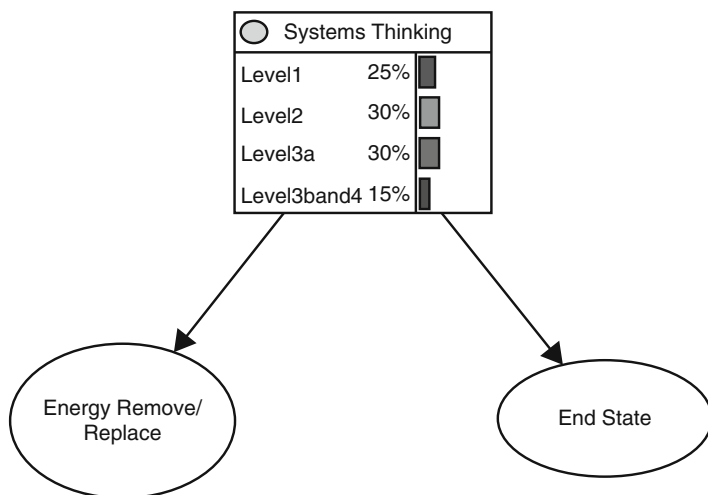 Systems Thinking
Level1 25%
Level2 30%
Level3a 30%
Level3band4 15%
Energy Remove/
Replace
End State